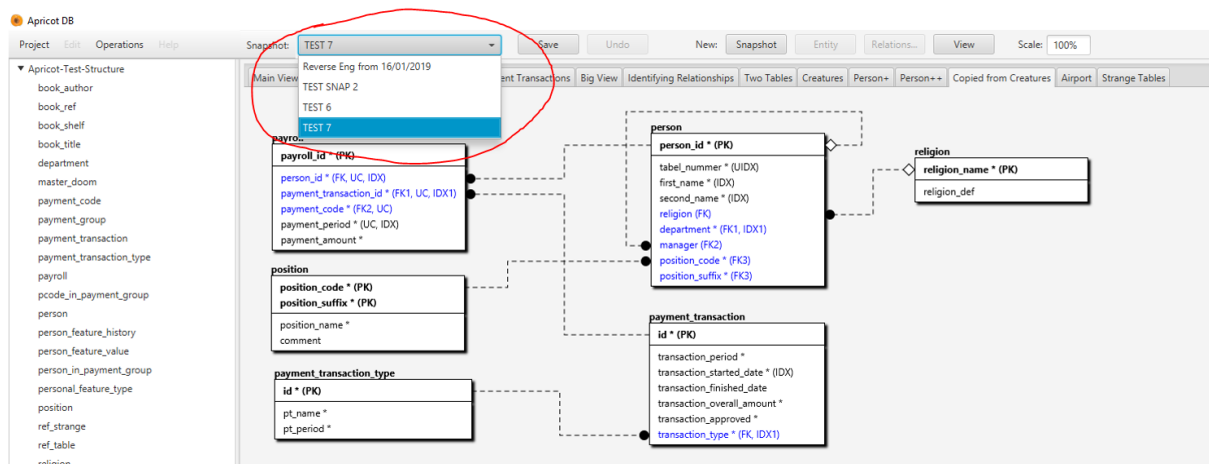 Apricot DB
Project Edit Operations Help Snapshot: TEST 7 Save Undo New: Snapshot Entity Relations... View Scale: 100%
Reverse Eng from 16/01/2019
TEST SNAP 2
TEST 6
TEST 7
Main View ent Transactions Big View Identifying Relationships Two Tables Creatures Person+ Person++ Copied from Creatures Airport Strange Tables
Apricot-Test-Structure
book_author
book_ref
book_shelf
book_title
department
master_doom
payment_code
payment_group
payment_transaction
payment_transaction_type
payroll
pcode_in_payment_group
person
person_feature_history
person_feature_value
person_in_payment_group
personal_feature_type
position
ref_strange
ref_table
religion
payroll
payroll_id * (PK)
person_id * (FK, UC, IDX)
payment_transaction_id * (FK1, UC, IDX1)
payment_code * (FK2, UC)
payment_period * (UC, IDX)
payment_amount *
position
position_code * (PK)
position_suffix * (PK)
position_name *
comment
payment_transaction_type
id * (PK)
pt_name *
pt_period *
person
person_id * (PK)
tabel_nummer * (UIDX)
first_name * (IDX)
second_name * (IDX)
religion (FK)
department * (FK1, IDX1)
manager (FK2)
position_code * (FK3)
position_suffix * (FK3)
payment_transaction
id * (PK)
transaction_period *
transaction_started_date * (IDX)
transaction_finished_date
transaction_overall_amount *
transaction_approved *
transaction_type * (FK, IDX1)
religion
religion_name * (PK)
religion_def